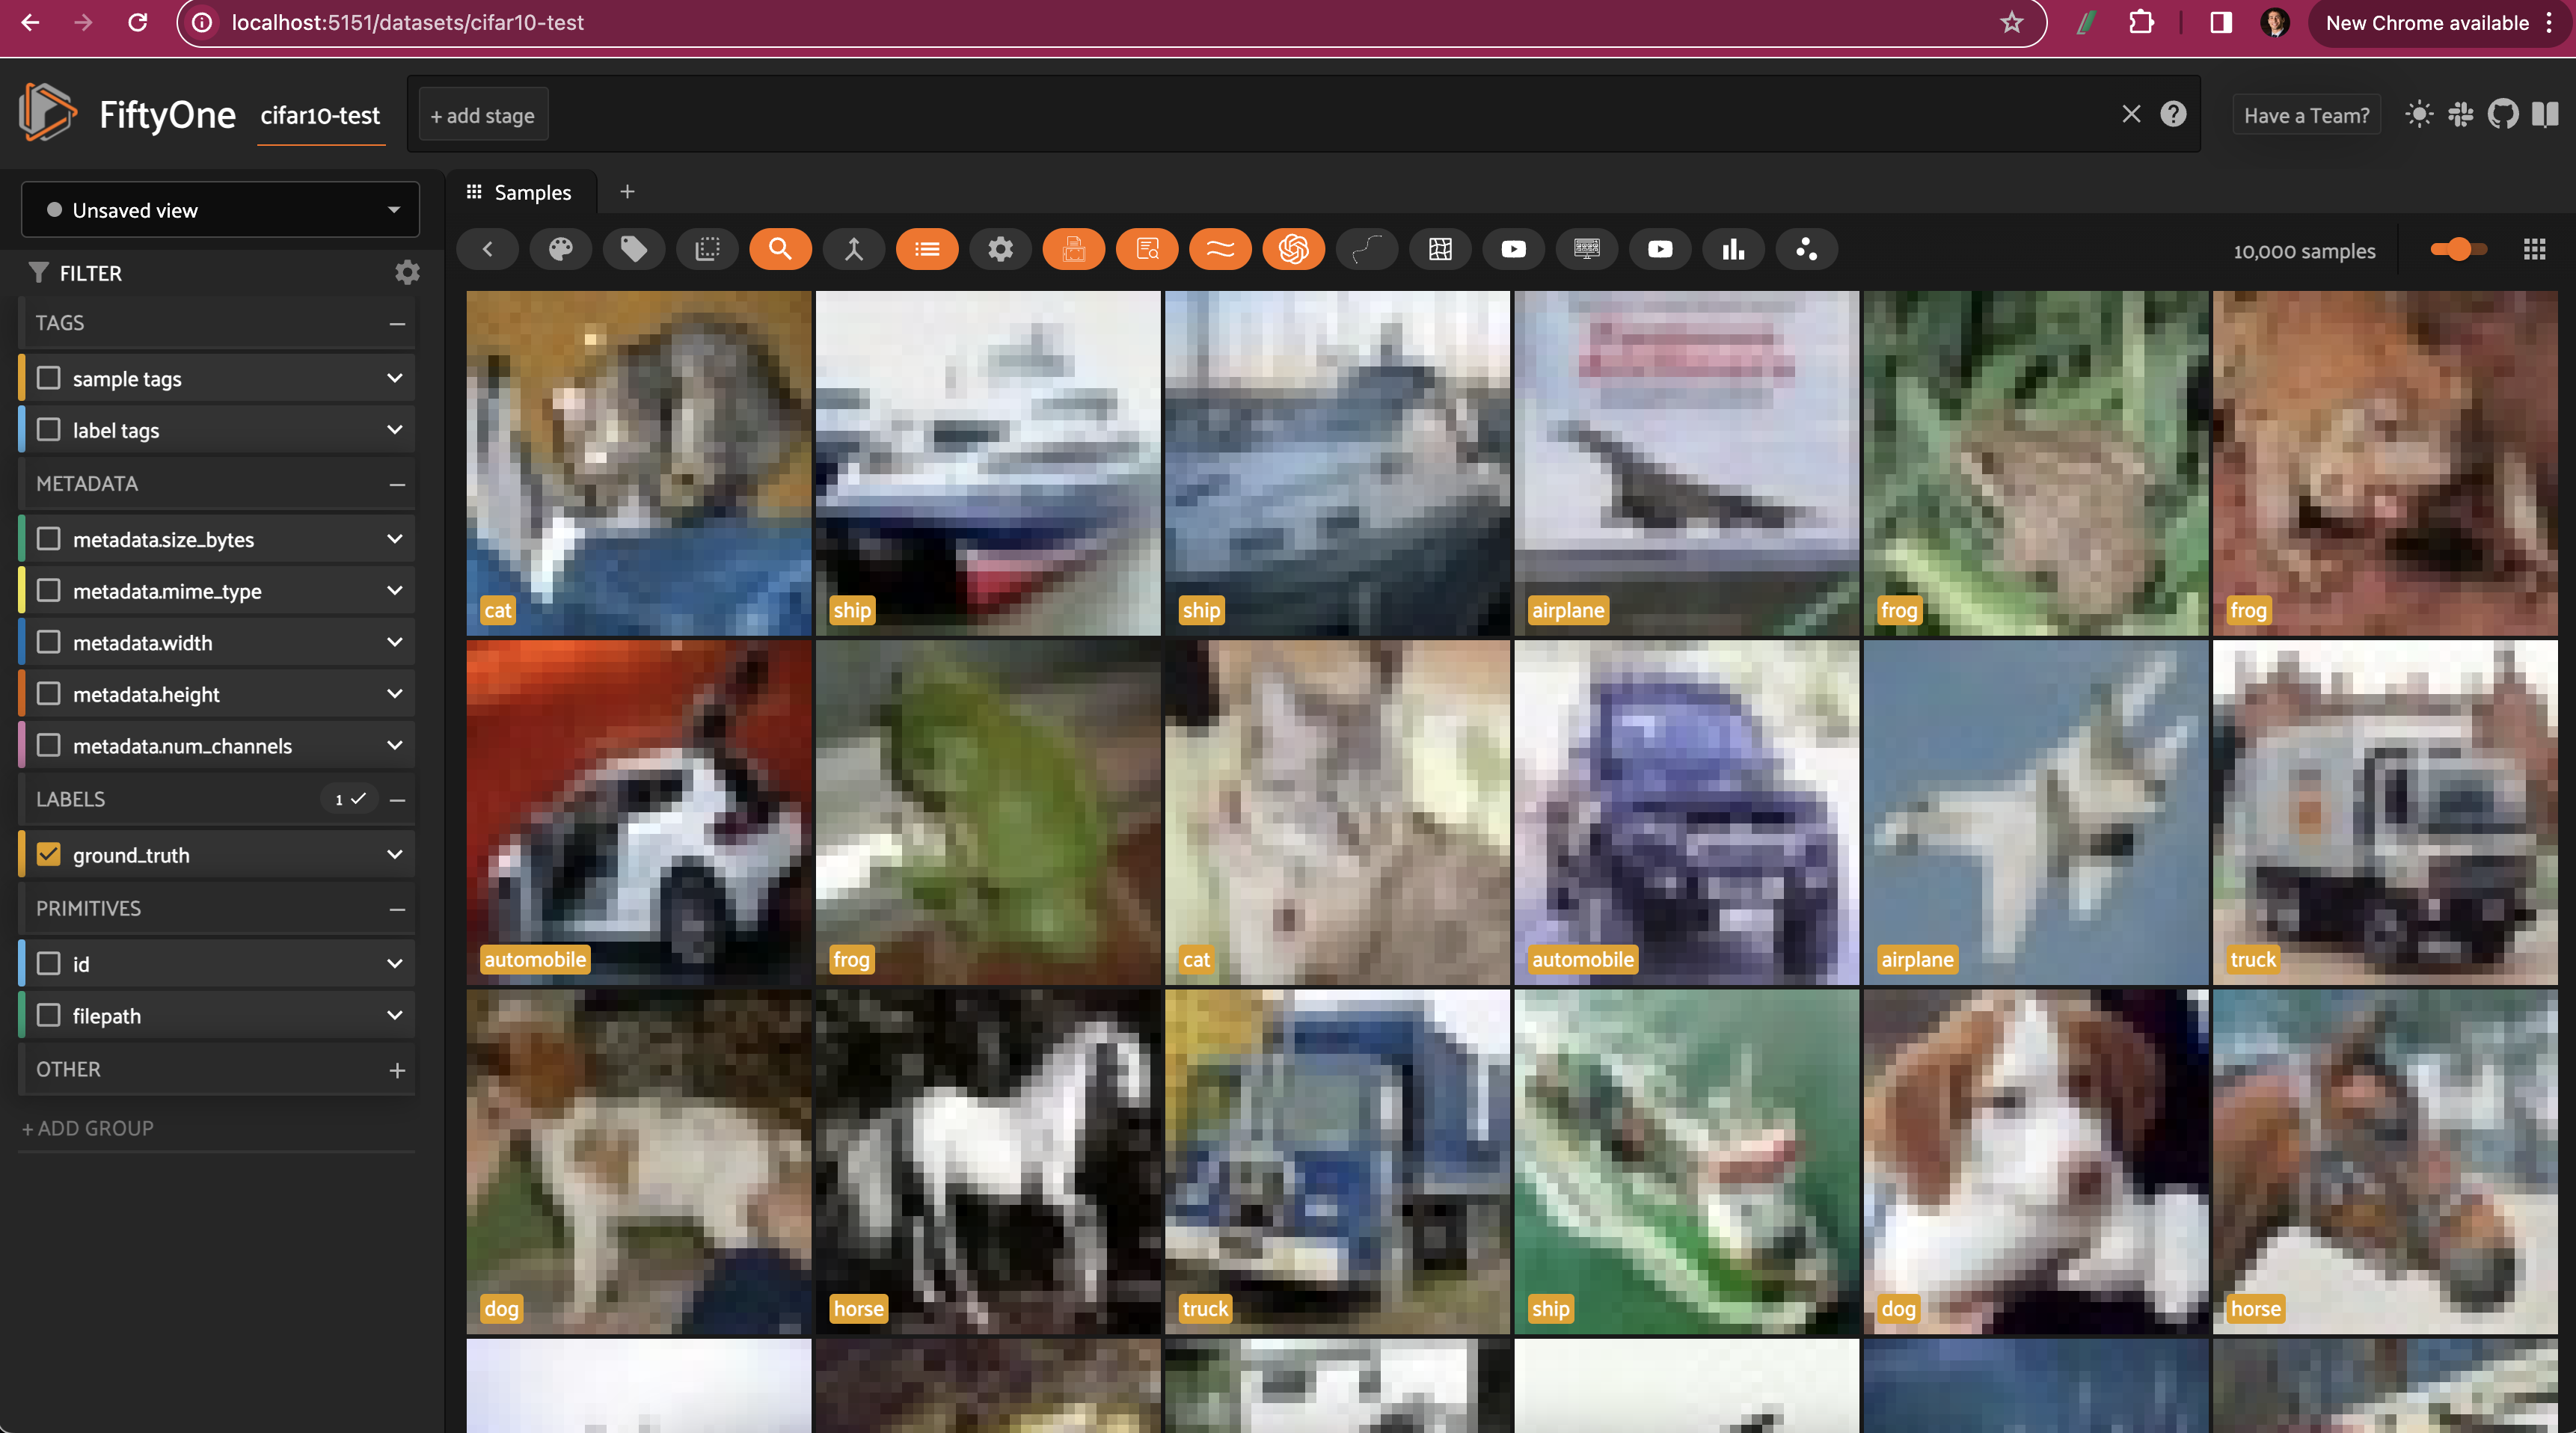 localhost:5151/datasets/cifar10-test
New Chrome available
FiftyOne
cifar10-test
+ add stage
Have a Team?
Unsaved view
Samples
10,000 samples
FILTER
TAGS
sample tags
label tags
METADATA
metadata.size_bytes
metadata.mime_type
metadata.width
metadata.height
metadata.num_channels
LABELS
1
ground_truth
PRIMITIVES
id
filepath
OTHER
+ ADD GROUP
cat
ship
ship
airplane
frog
frog
automobile
frog
cat
automobile
airplane
truck
dog
horse
truck
ship
dog
horse